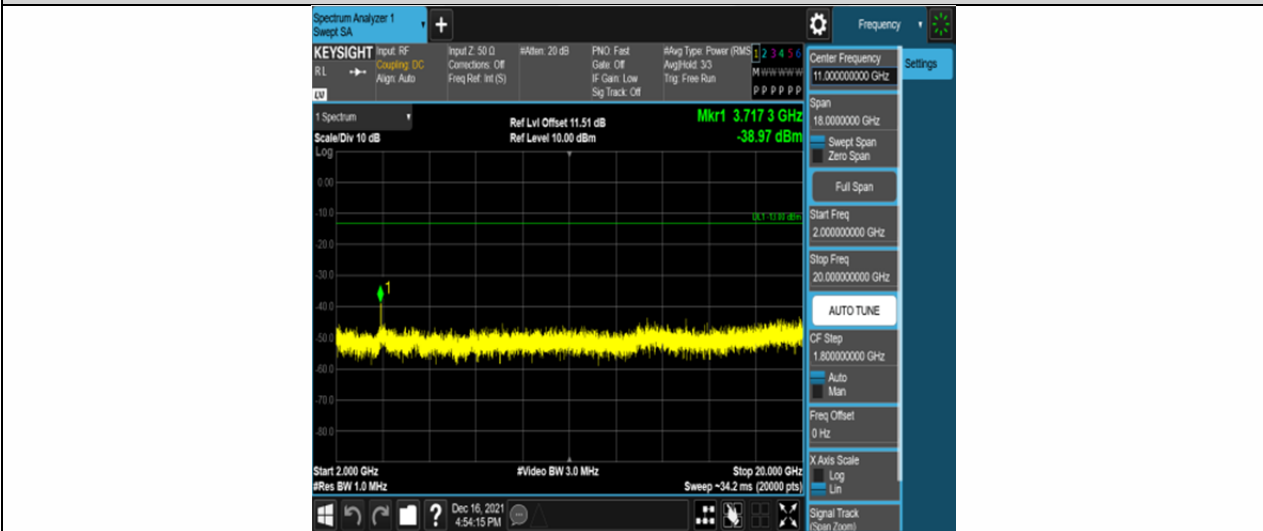 Spectrum Analyzer 1
Swept SA
+
Frequency
KEYSIGHT
RL
LV
Input: RF
Coupling: DC
Align: Auto
Input Z: 50 Ω
Corrections: Off
Freq Ref: Int (S)
#Atten: 20 dB
PNO: Fast
Gate: Off
IF Gain: Low
Sig Track: Off
#Avg Type: Power (RMS
Avg|Hold: 3/3
Trig: Free Run
1 2 3 4 5 6
M W W W W W
P P P P P P
1 Spectrum
Scale/Div 10 dB
Log
Ref Lvl Offset 11.51 dB
Ref Level 10.00 dBm
Mkr1 3.717 3 GHz
-38.97 dBm
0.00
-10.0
DL1 -13.00 dBm
-20.0
-30.0
1
-40.0
-50.0
-60.0
-70.0
-80.0
Start 2.000 GHz
#Res BW 1.0 MHz
#Video BW 3.0 MHz
Stop 20.000 GHz
Sweep ~34.2 ms (20000 pts)
?
Dec 16, 2021
4:54:15 PM
Center Frequency
11.000000000 GHz
Settings
Span
18.0000000 GHz
Swept Span
Zero Span
Full Span
Start Freq
2.000000000 GHz
Stop Freq
20.000000000 GHz
AUTO TUNE
CF Step
1.800000000 GHz
Auto
Man
Freq Offset
0 Hz
X Axis Scale
Log
Lin
Signal Track
(Span Zoom)